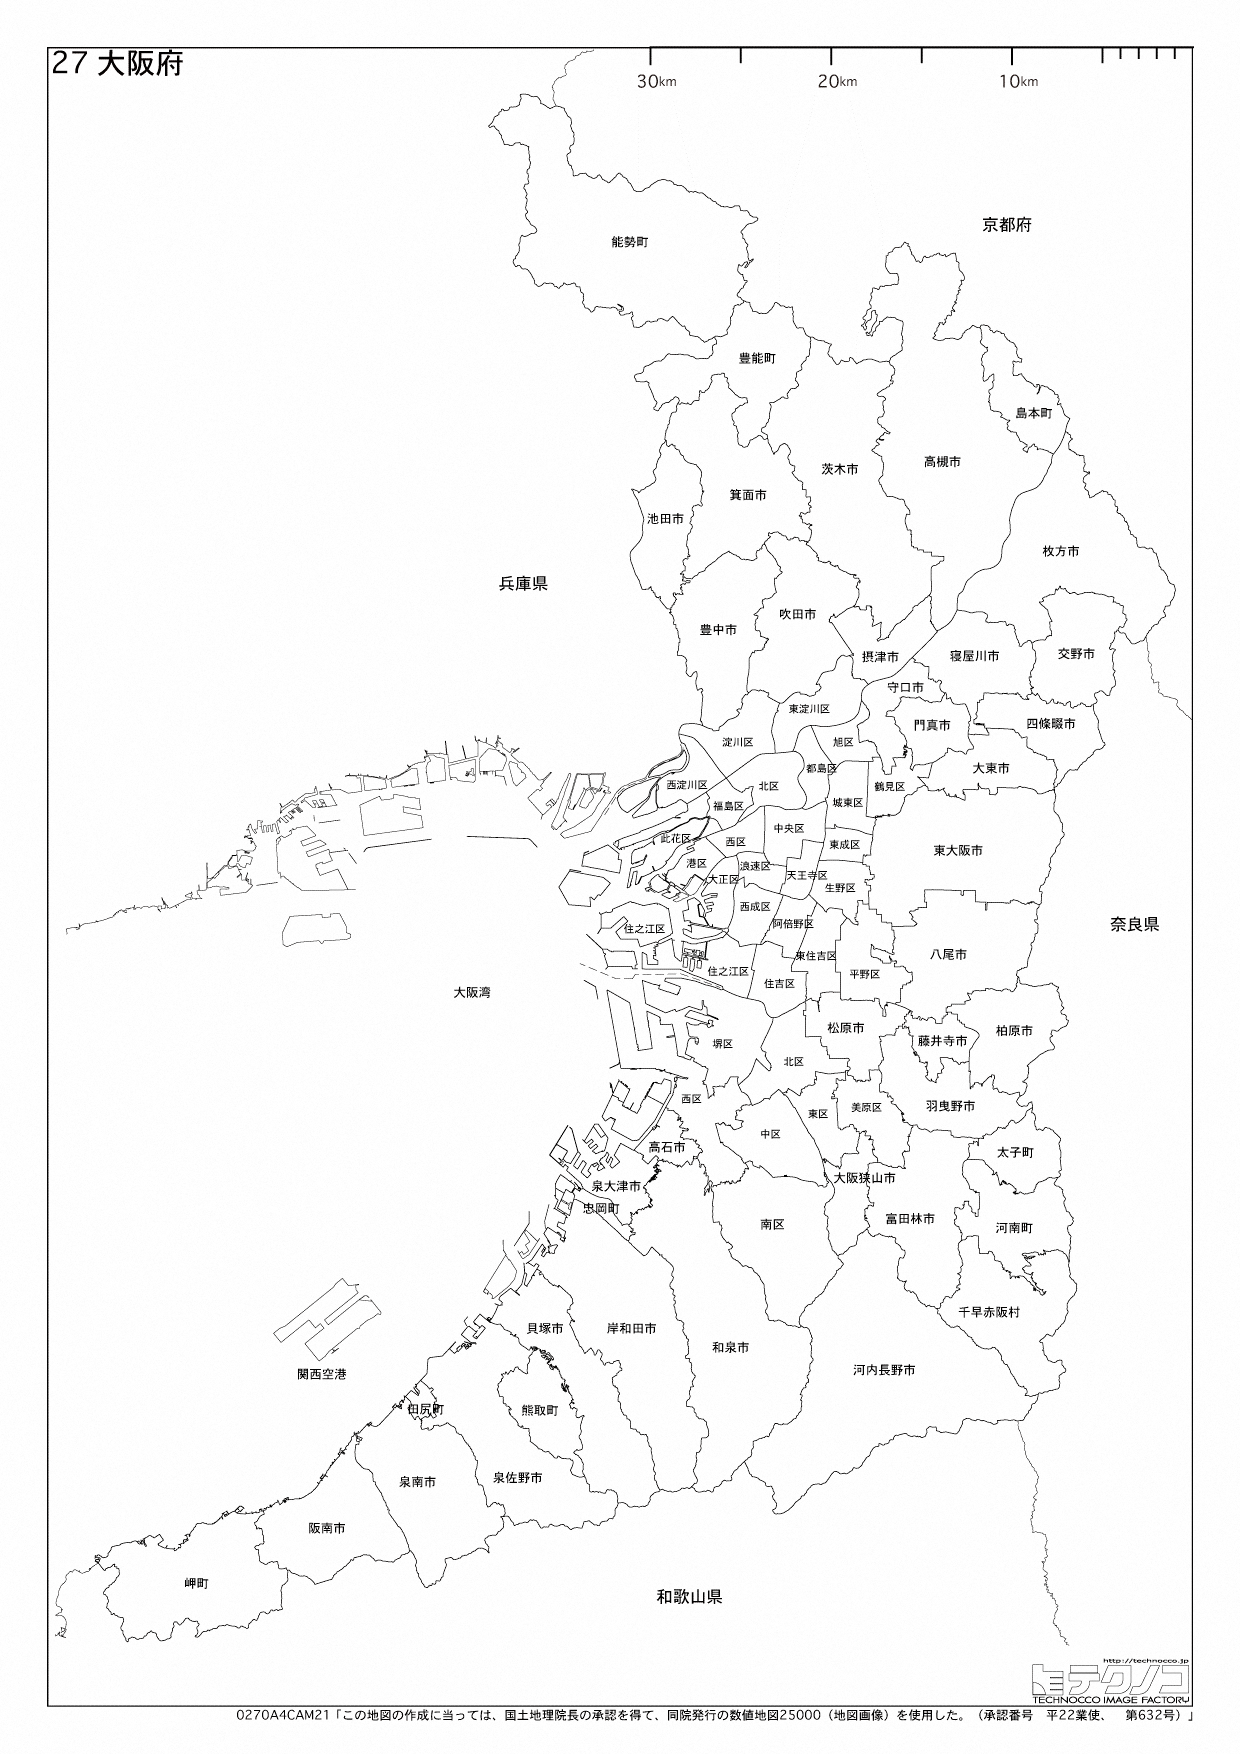 27 大阪府
30km
20km
10km
京都府
能勢町
豊能町
島本町
高槻市
茨木市
箕面市
池田市
枚方市
兵庫県
吹田市
豊中市
摂津市
寝屋川市
交野市
守口市
東淀川区
門真市
四條畷市
淀川区
旭区
都島区
大東市
西淀川区
北区
鶴見区
福島区
城東区
中央区
此花区
西区
東成区
東大阪市
港区
浪速区
天王寺区
大正区
生野区
西成区
阿倍野区
奈良県
住之江区
東住吉区
八尾市
住之江区
平野区
住吉区
大阪湾
松原市
柏原市
藤井寺市
堺区
北区
西区
東区
美原区
羽曳野市
中区
高石市
太子町
大阪狭山市
泉大津市
忠岡町
南区
富田林市
河南町
千早赤阪村
貝塚市
岸和田市
和泉市
河内長野市
関西空港
田尻町
熊取町
泉佐野市
泉南市
阪南市
岬町
和歌山県
http://technocco.jp
テクノコ
TECHNOCCO IMAGE FACTORY
0270A4CAM21「この地図の作成に当っては、国土地理院長の承認を得て、同院発行の数値地図25000（地図画像）を使用した。（承認番号　平22業使、　第632号）」